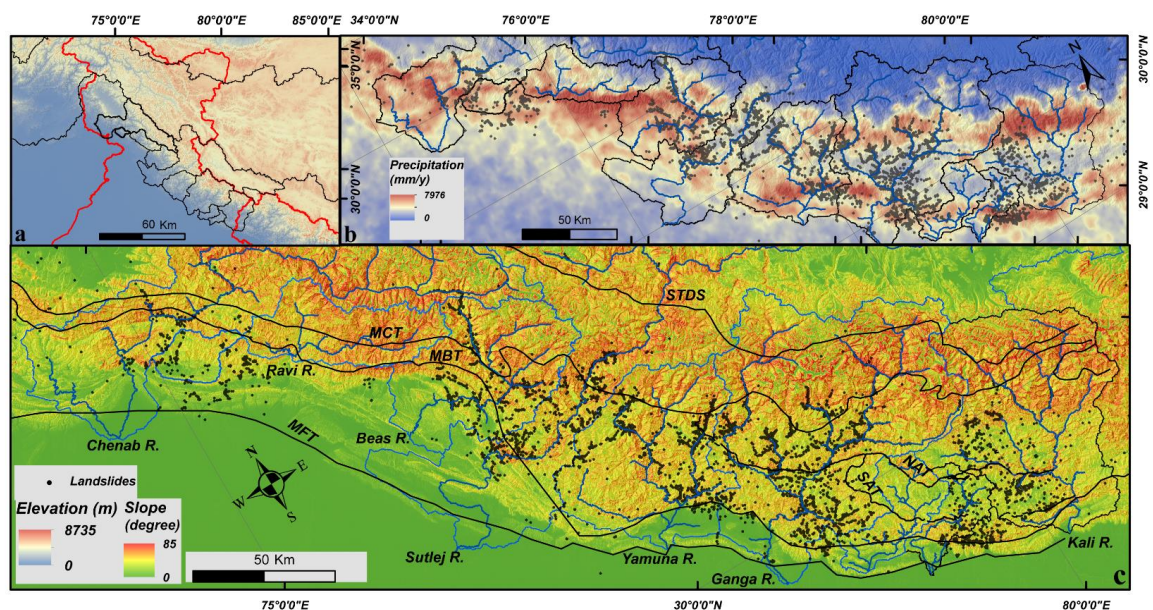 75°0'0"E
80°0'0"E
85°0'0"E
34°0'0"N
76°0'0"E
78°0'0"E
80°0'0"E
35°0'0"N
30°0'0"N
30°0'0"N
29°0'0"N
N
60 Km
a
Precipitation
(mm/y)
7976
0
50 Km
b
STDS
MCT
MBT
Ravi R.
MFT
Beas R.
Chenab R.
N
E
W
S
NAT
SAT
Landslides
Elevation (m)
8735
0
Slope
(degree)
85
0
50 Km
Sutlej R.
Yamuna R.
Ganga R.
Kali R.
c
75°0'0"E
30°0'0"N
80°0'0"E